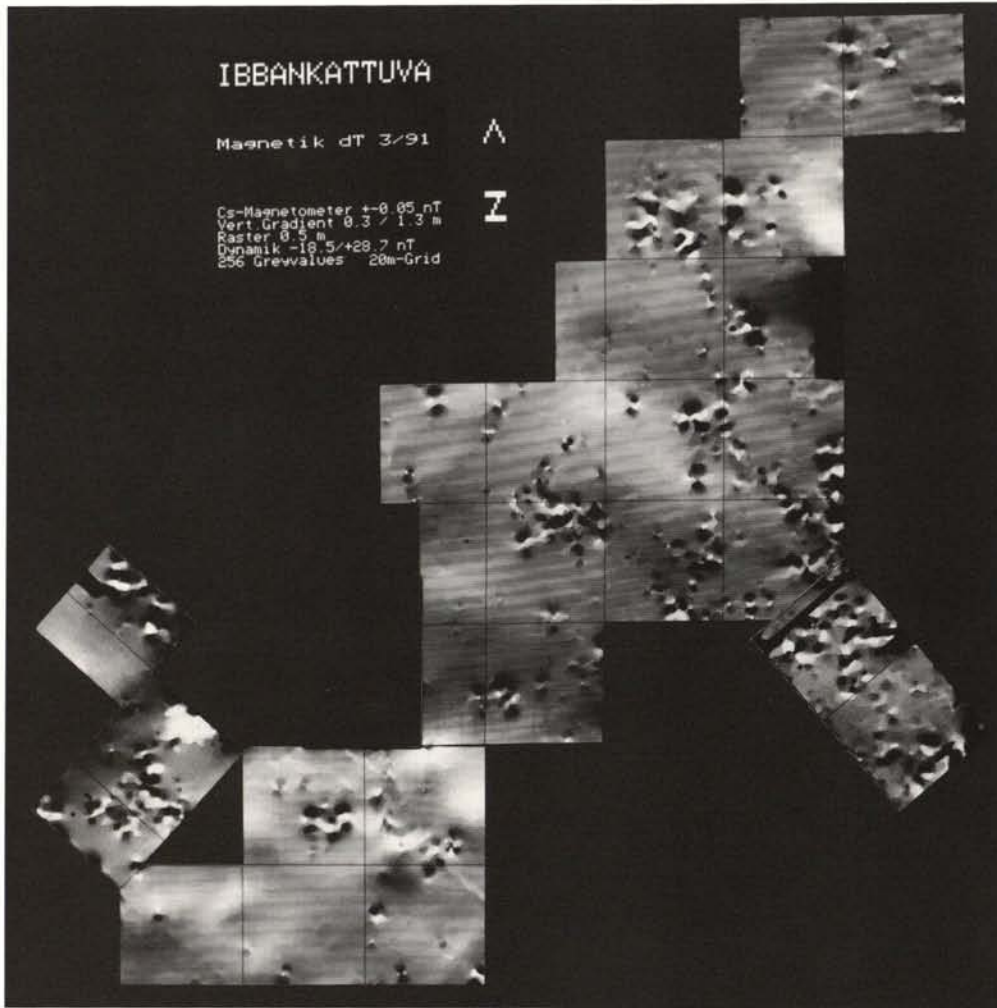 IBBANKATTUVA
Magnetik dT 3/91
Cs-Magnetometer +-0.05 nT
Vert.Gradient 0.3 / 1.3 m
Raster 0.5 m
Dynamik -18.5/+28.7 nT
256 Greyvalues 20m-Grid
N